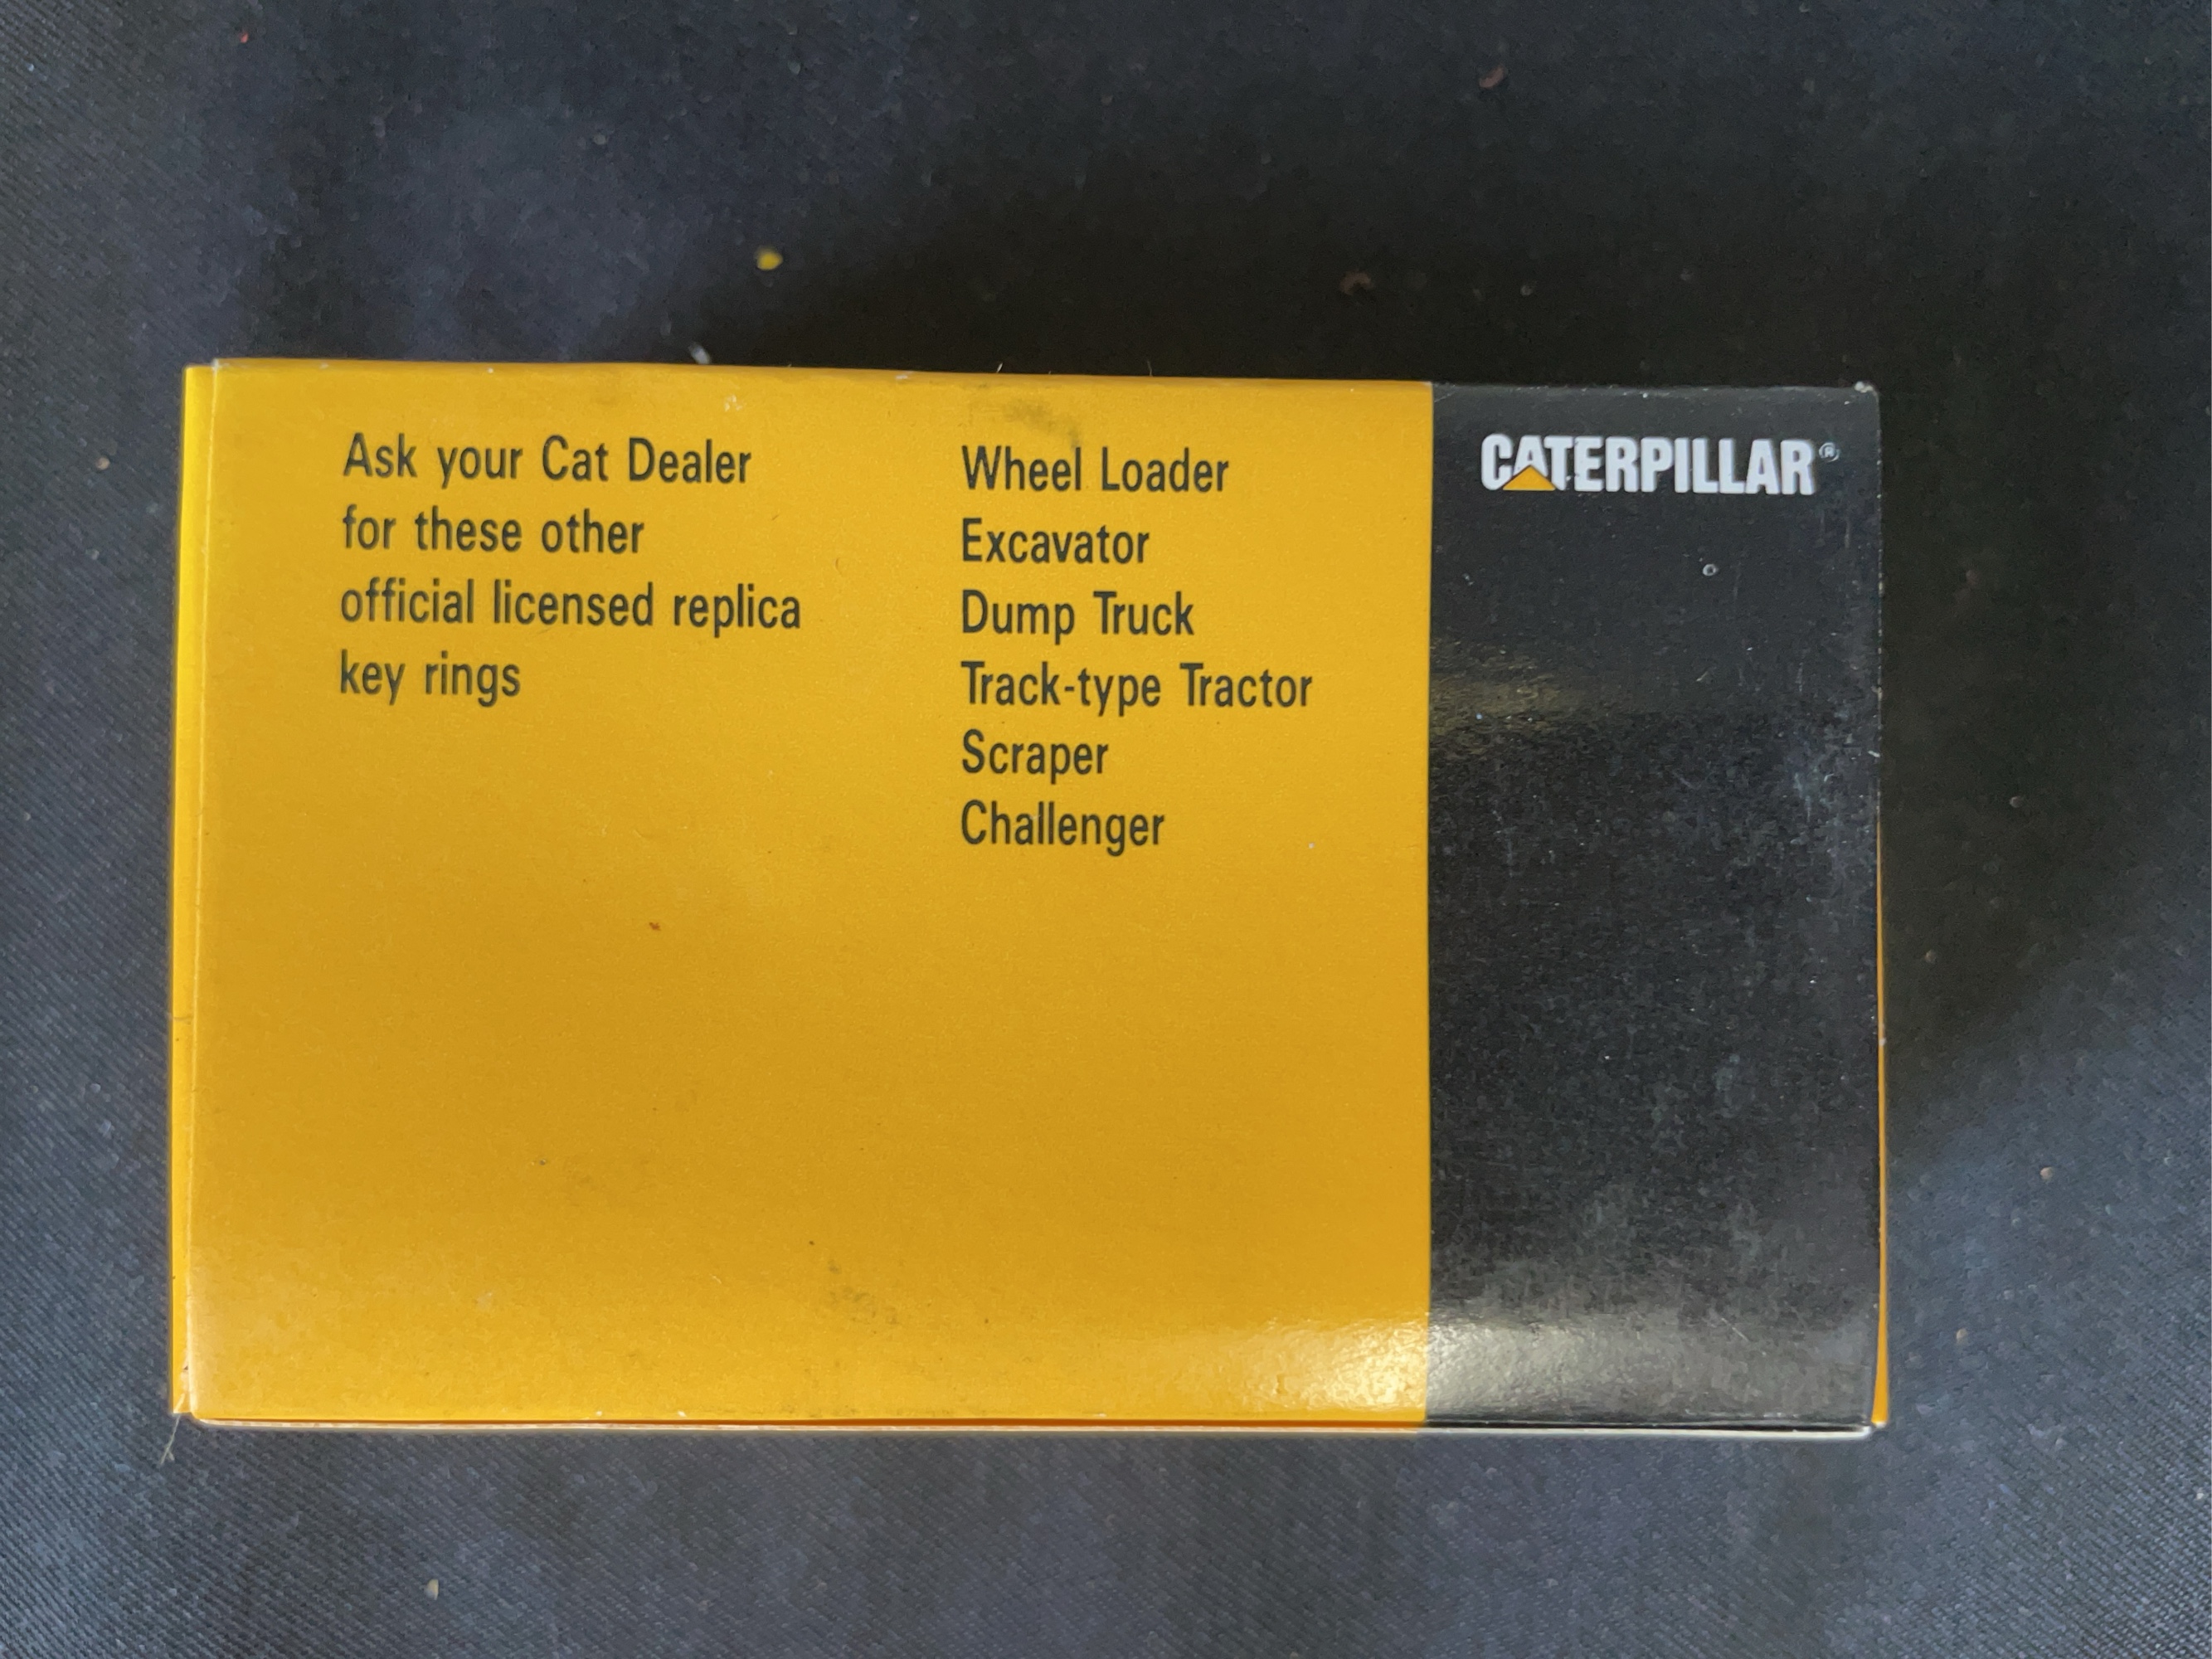 Ask your Cat Dealer
for these other
official licensed replica
key rings
Wheel Loader
Excavator
Dump Truck
Track-type Tractor
Scraper
Challenger
CATERPILLAR®